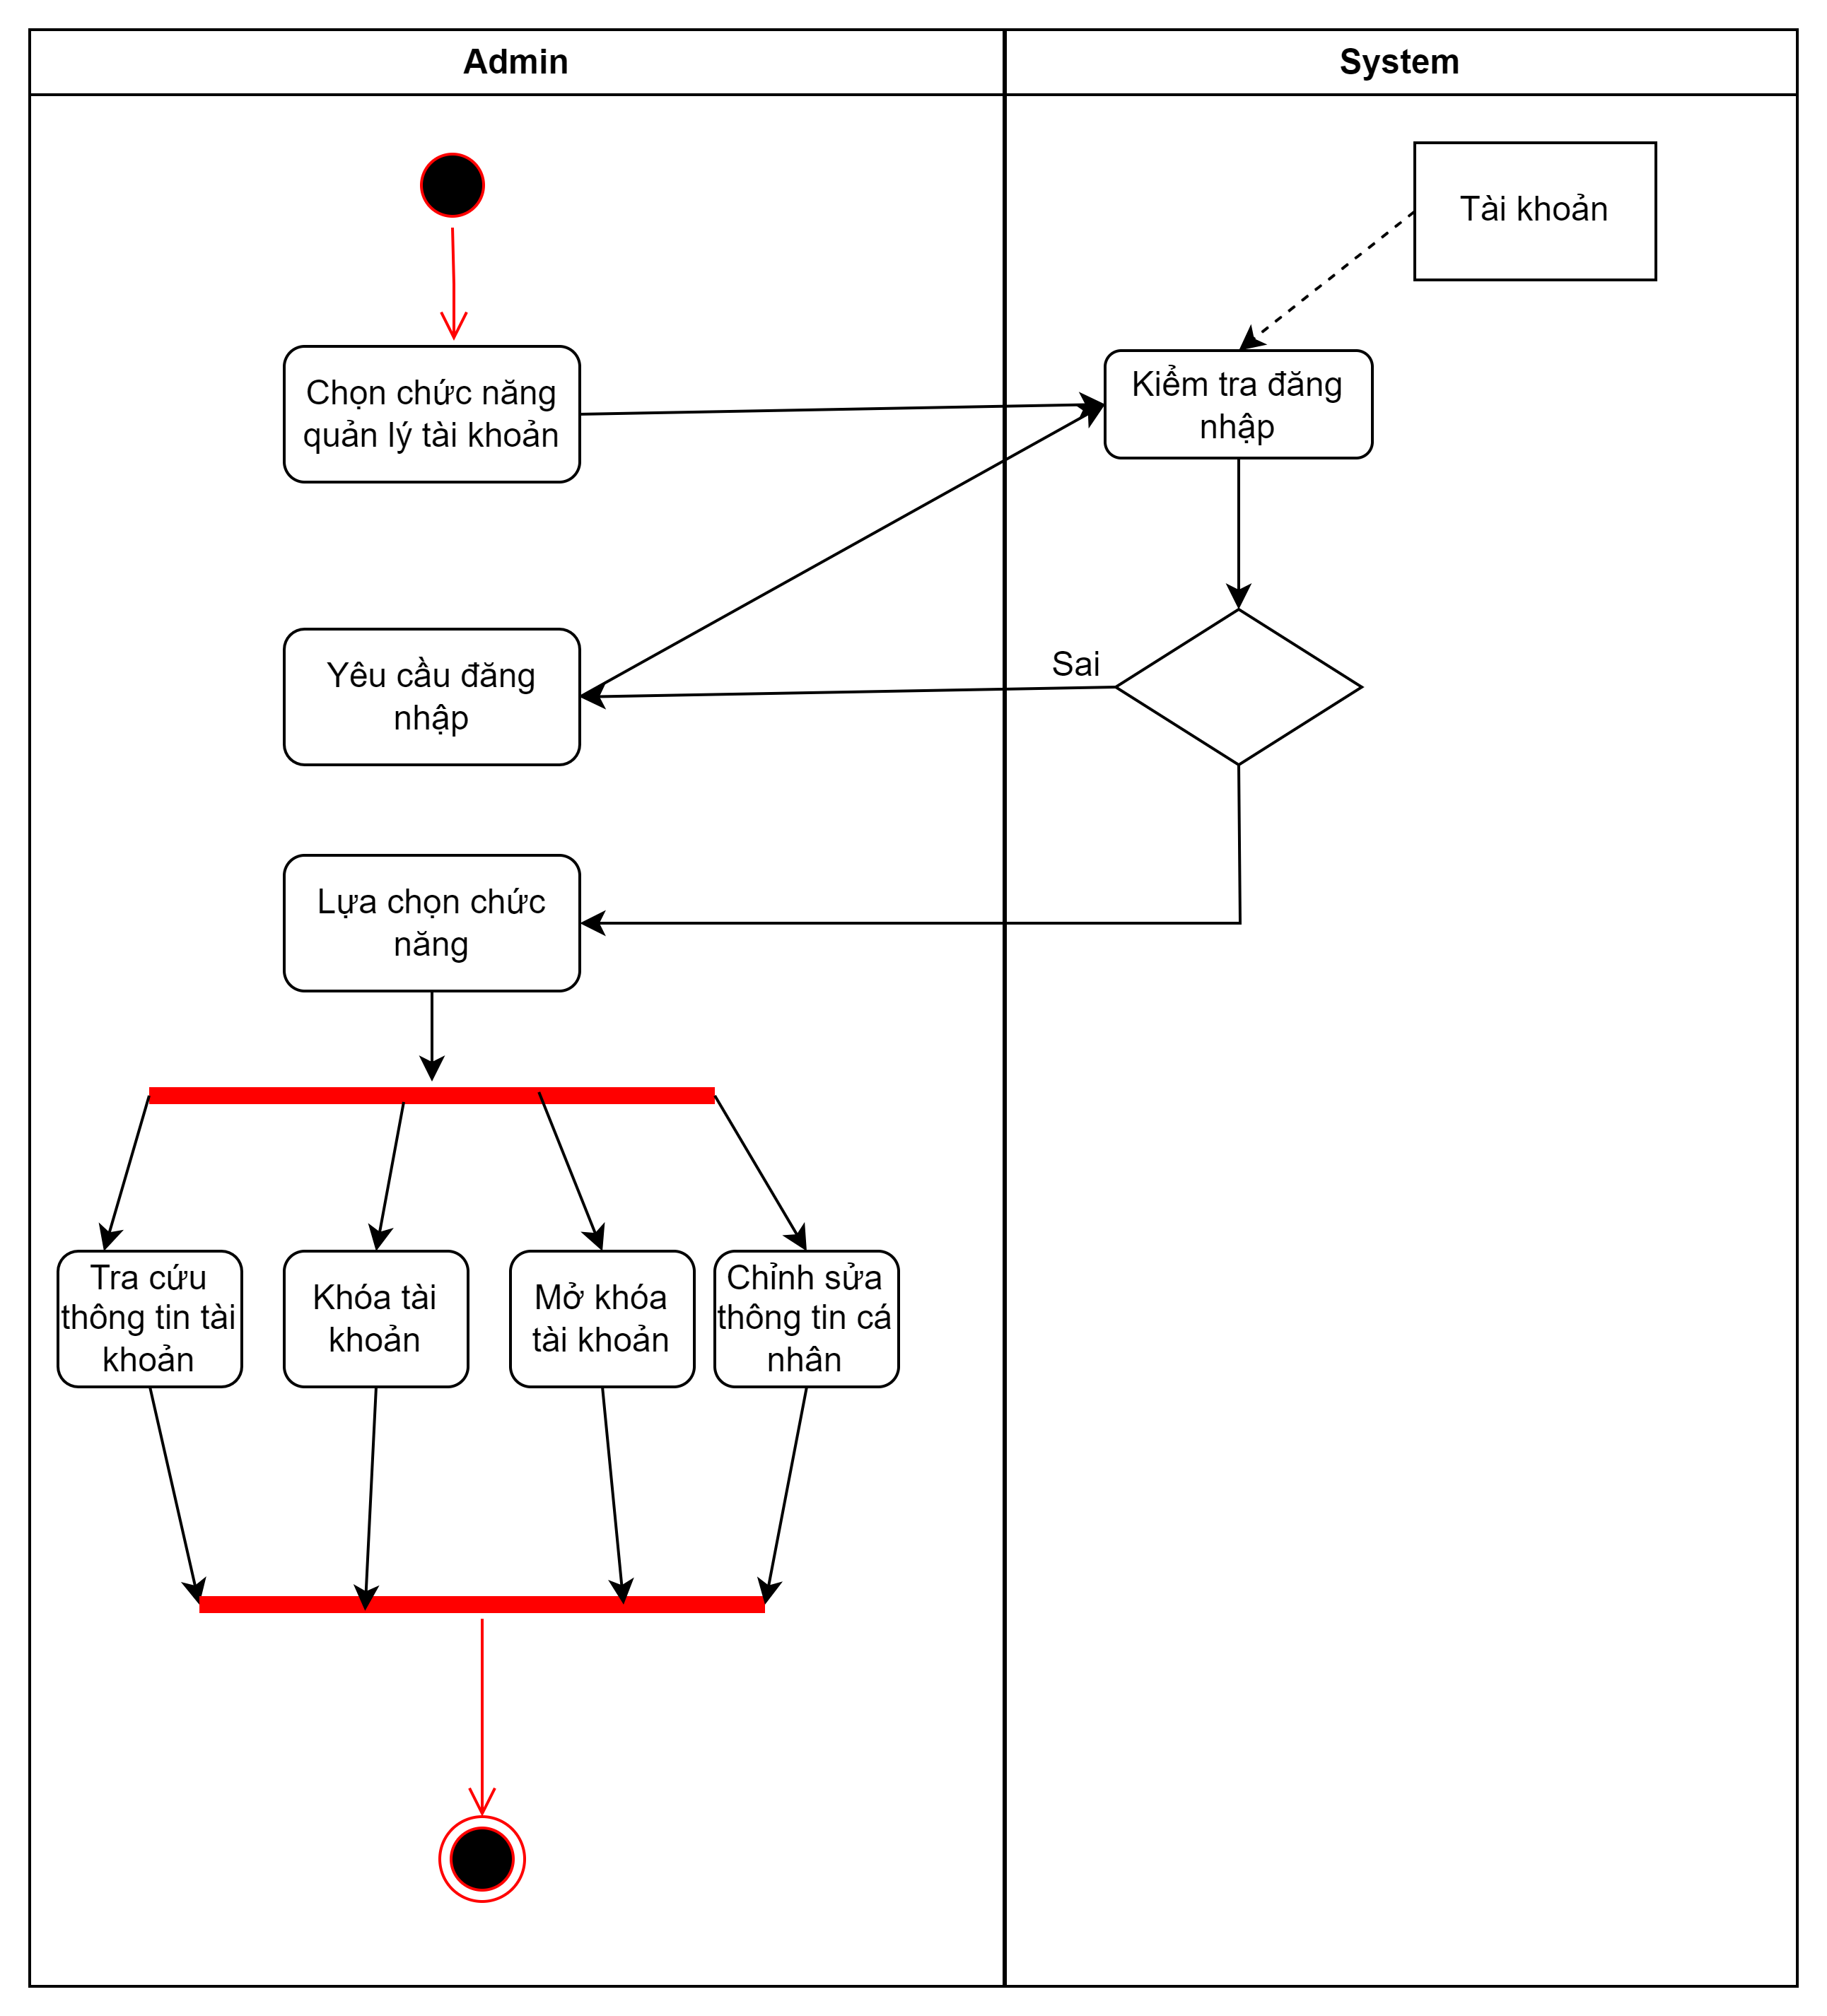 Admin
System
Tài khoản
Chọn chức năng
quản lý tài khoản
Kiểm tra đăng
nhập
Yêu cầu đăng
nhập
Sai
Lựa chọn chức
năng
Tra cứu
thông tin tài
khoản
Khóa tài
khoản
Mở khóa
tài khoản
Chỉnh sửa
thông tin cá
nhân